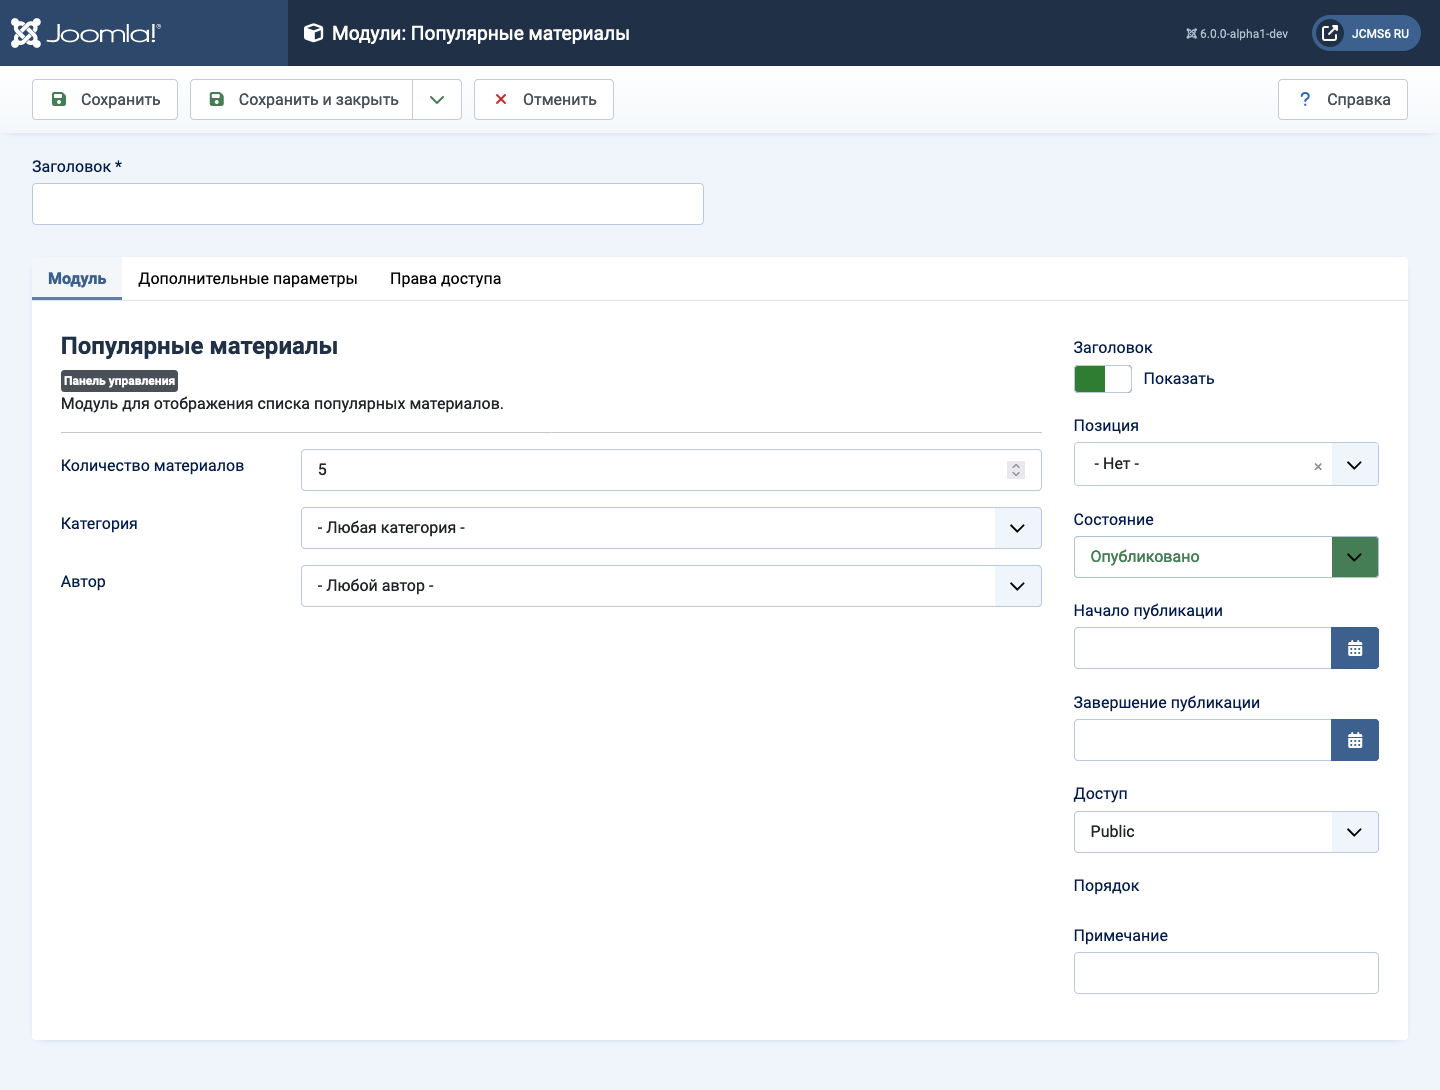 Joomla!®
Модули: Популярные материалы
6.0.0-alpha1-dev
JCMS6 RU
Сохранить
Сохранить и закрыть
Отменить
? Справка
Заголовок *
Модуль
Дополнительные параметры
Права доступа
Популярные материалы
Панель управления
Модуль для отображения списка популярных материалов.
Количество материалов
5
Категория
- Любая категория -
Автор
- Любой автор -
Заголовок
Показать
Позиция
- Нет -
×
Состояние
Опубликовано
Начало публикации
Завершение публикации
Доступ
Public
Порядок
Примечание